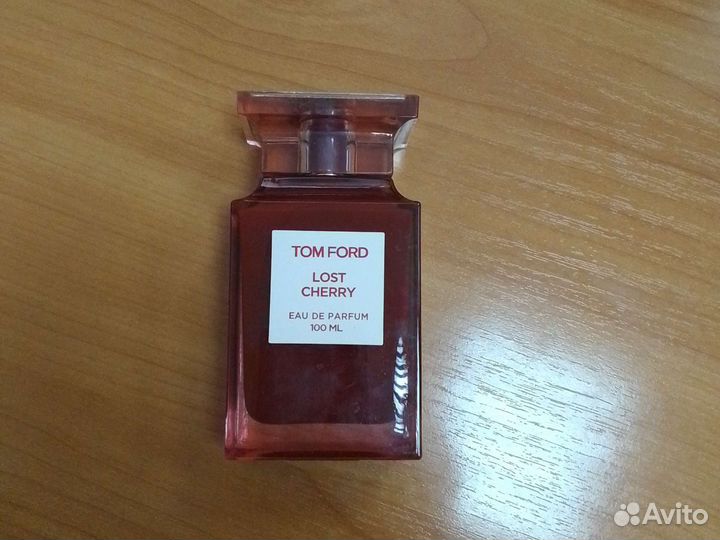 TOM FORD
LOST
CHERRY
EAU DE PARFUM
100 ML
Avito